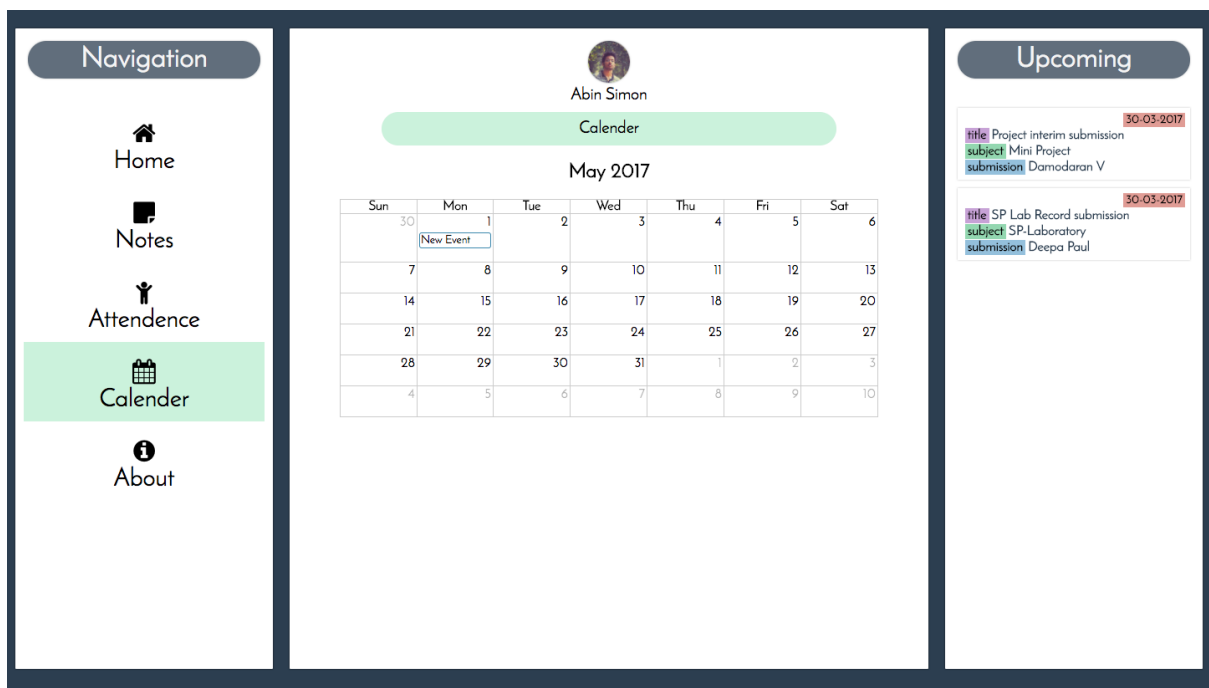 Navigation
Home
Notes
Attendence
Calender
About
Abin Simon
Calender
May 2017
Sun Mon Tue Wed Thu Fri Sat
30 1 2 3 4 5 6
New Event
7 8 9 10 11 12 13
14 15 16 17 18 19 20
21 22 23 24 25 26 27
28 29 30 31 1 2 3
4 5 6 7 8 9 10
Upcoming
30-03-2017
title Project interim submission
subject Mini Project
submission Damodaran V
30-03-2017
title SP Lab Record submission
subject SP-Laboratory
submission Deepa Paul